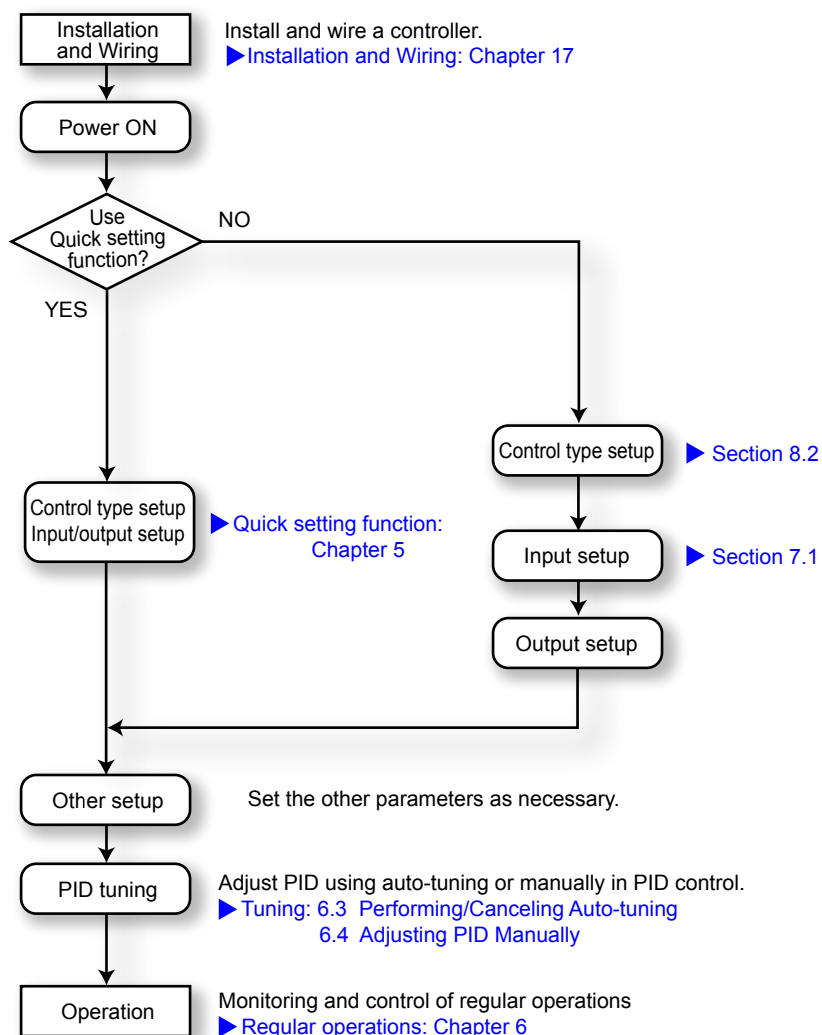 Installation
and Wiring
Install and wire a controller.
▶Installation and Wiring: Chapter 17
Power ON
Use
Quick setting
function?
NO
YES
Control type setup
▶ Section 8.2
Control type setup
Input/output setup
▶Quick setting function:
Chapter 5
Input setup
▶ Section 7.1
Output setup
Other setup
Set the other parameters as necessary.
PID tuning
Adjust PID using auto-tuning or manually in PID control.
▶Tuning: 6.3 Performing/Canceling Auto-tuning
6.4 Adjusting PID Manually
Operation
Monitoring and control of regular operations
▶Regular operations: Chapter 6